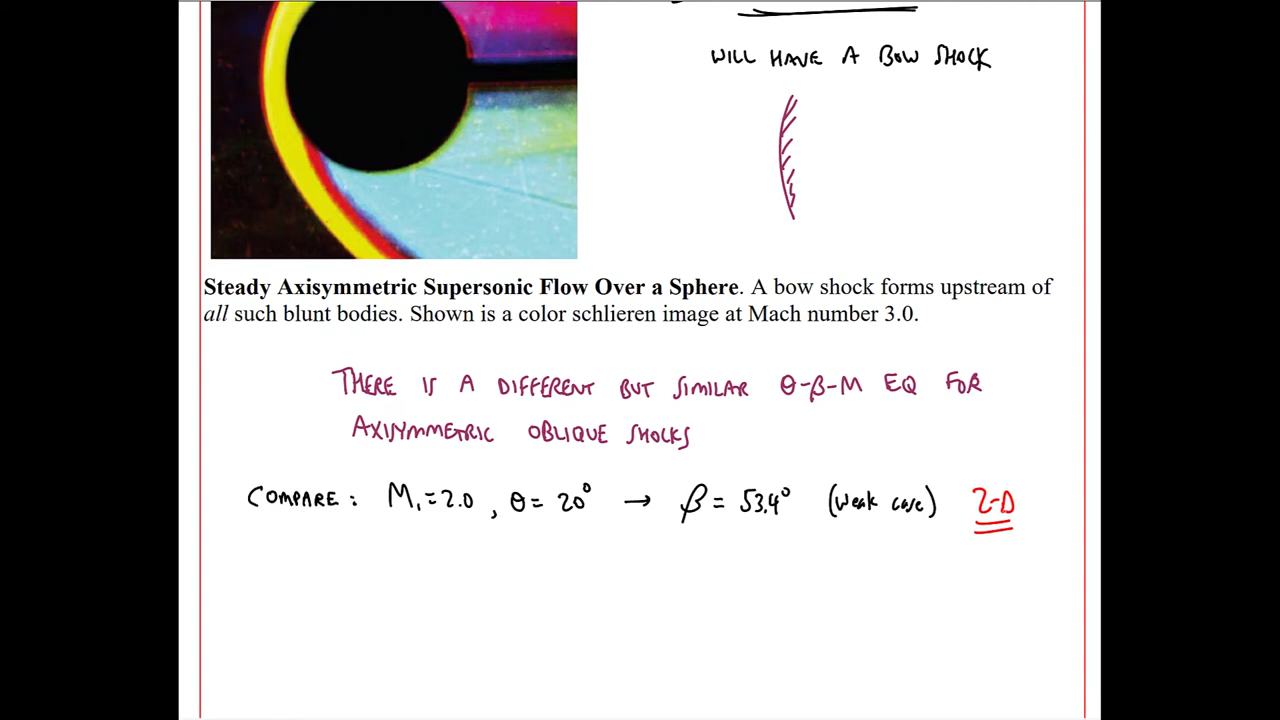 WILL HAVE A BOW SHOCK
Steady Axisymmetric Supersonic Flow Over a Sphere. A bow shock forms upstream of
all such blunt bodies. Shown is a color schlieren image at Mach number 3.0.
THERE IS A DIFFERENT BUT SIMILAR θ-β-M EQ FOR
AXISYMMETRIC OBLIQUE SHOCKS
COMPARE: M₁=2.0, θ=20° → β=53.4° (weak case) 2-D